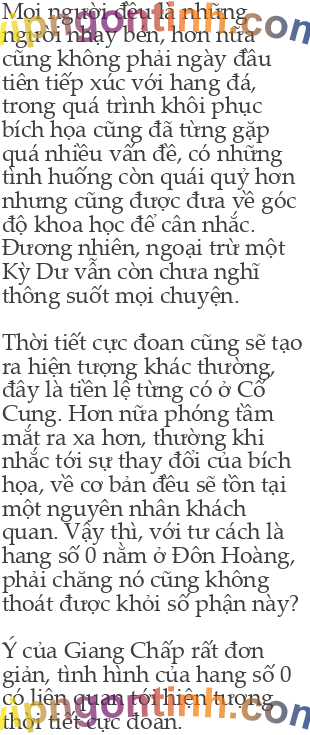 Mọi người đều là những
người nhạy bén, hơn nữa
cũng không phải ngày đầu
tiên tiếp xúc với hang đá,
trong quá trình khôi phục
bích họa cũng đã từng gặp
quá nhiều vấn đề, có những
tình huống còn quái quỷ hơn
nhưng cũng được đưa về góc
độ khoa học để cân nhắc.
Đương nhiên, ngoại trừ một
Kỳ Dư vẫn còn chưa nghĩ
thông suốt mọi chuyện.

Thời tiết cực đoan cũng sẽ tạo
ra hiện tượng khác thường,
đây là tiền lệ từng có ở Cố
Cung. Hơn nữa phóng tầm
mắt ra xa hơn, thường khi
nhắc tới sự thay đổi của bích
họa, về cơ bản đều sẽ tồn tại
một nguyên nhân khách
quan. Vậy thì, với tư cách là
hang số 0 nằm ở Đôn Hoàng,
phải chăng nó cũng không
thoát được khỏi số phận này?

Ý của Giang Chấp rất đơn
giản, tình hình của hang số 0
có liên quan tới hiện tượng
thời tiết cực đoan.